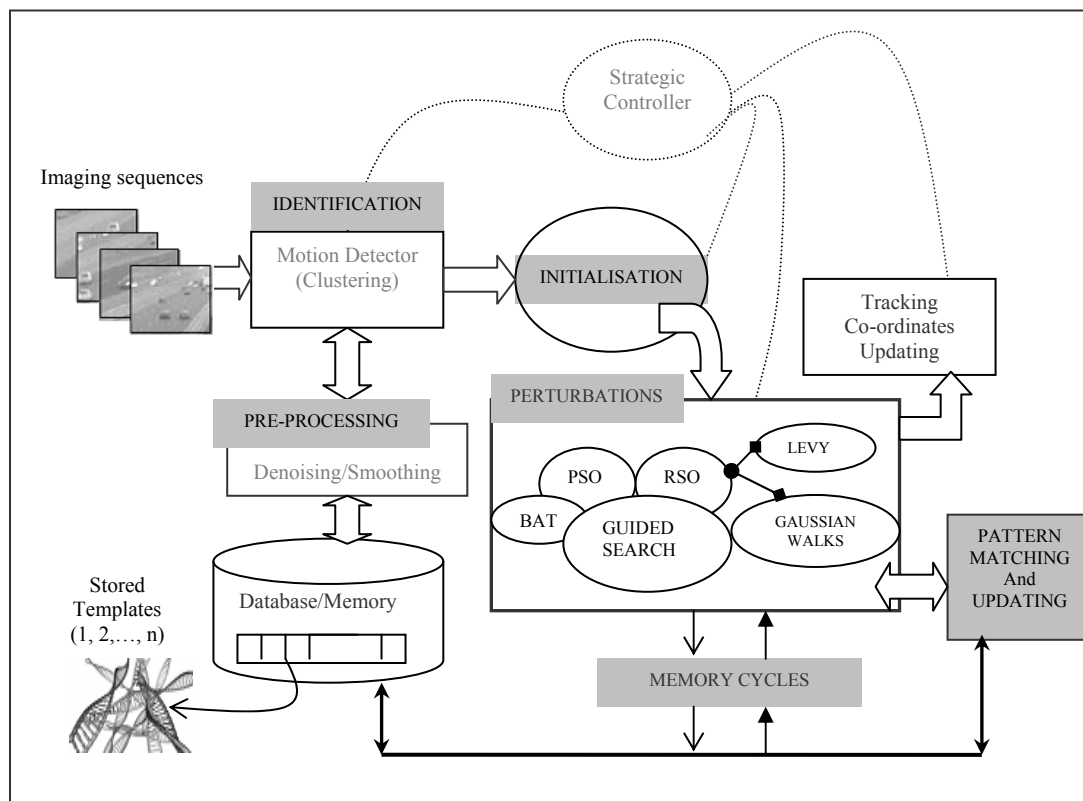 Strategic
Controller
Imaging sequences
IDENTIFICATION
Motion Detector
(Clustering)
INITIALISATION
Tracking
Co-ordinates
Updating
PERTURBATIONS
PRE-PROCESSING
Denoising/Smoothing
LEVY
PSO
RSO
BAT
GUIDED
SEARCH
GAUSSIAN
WALKS
PATTERN
MATCHING
And
UPDATING
Stored
Templates
(1, 2,…, n)
Database/Memory
MEMORY CYCLES